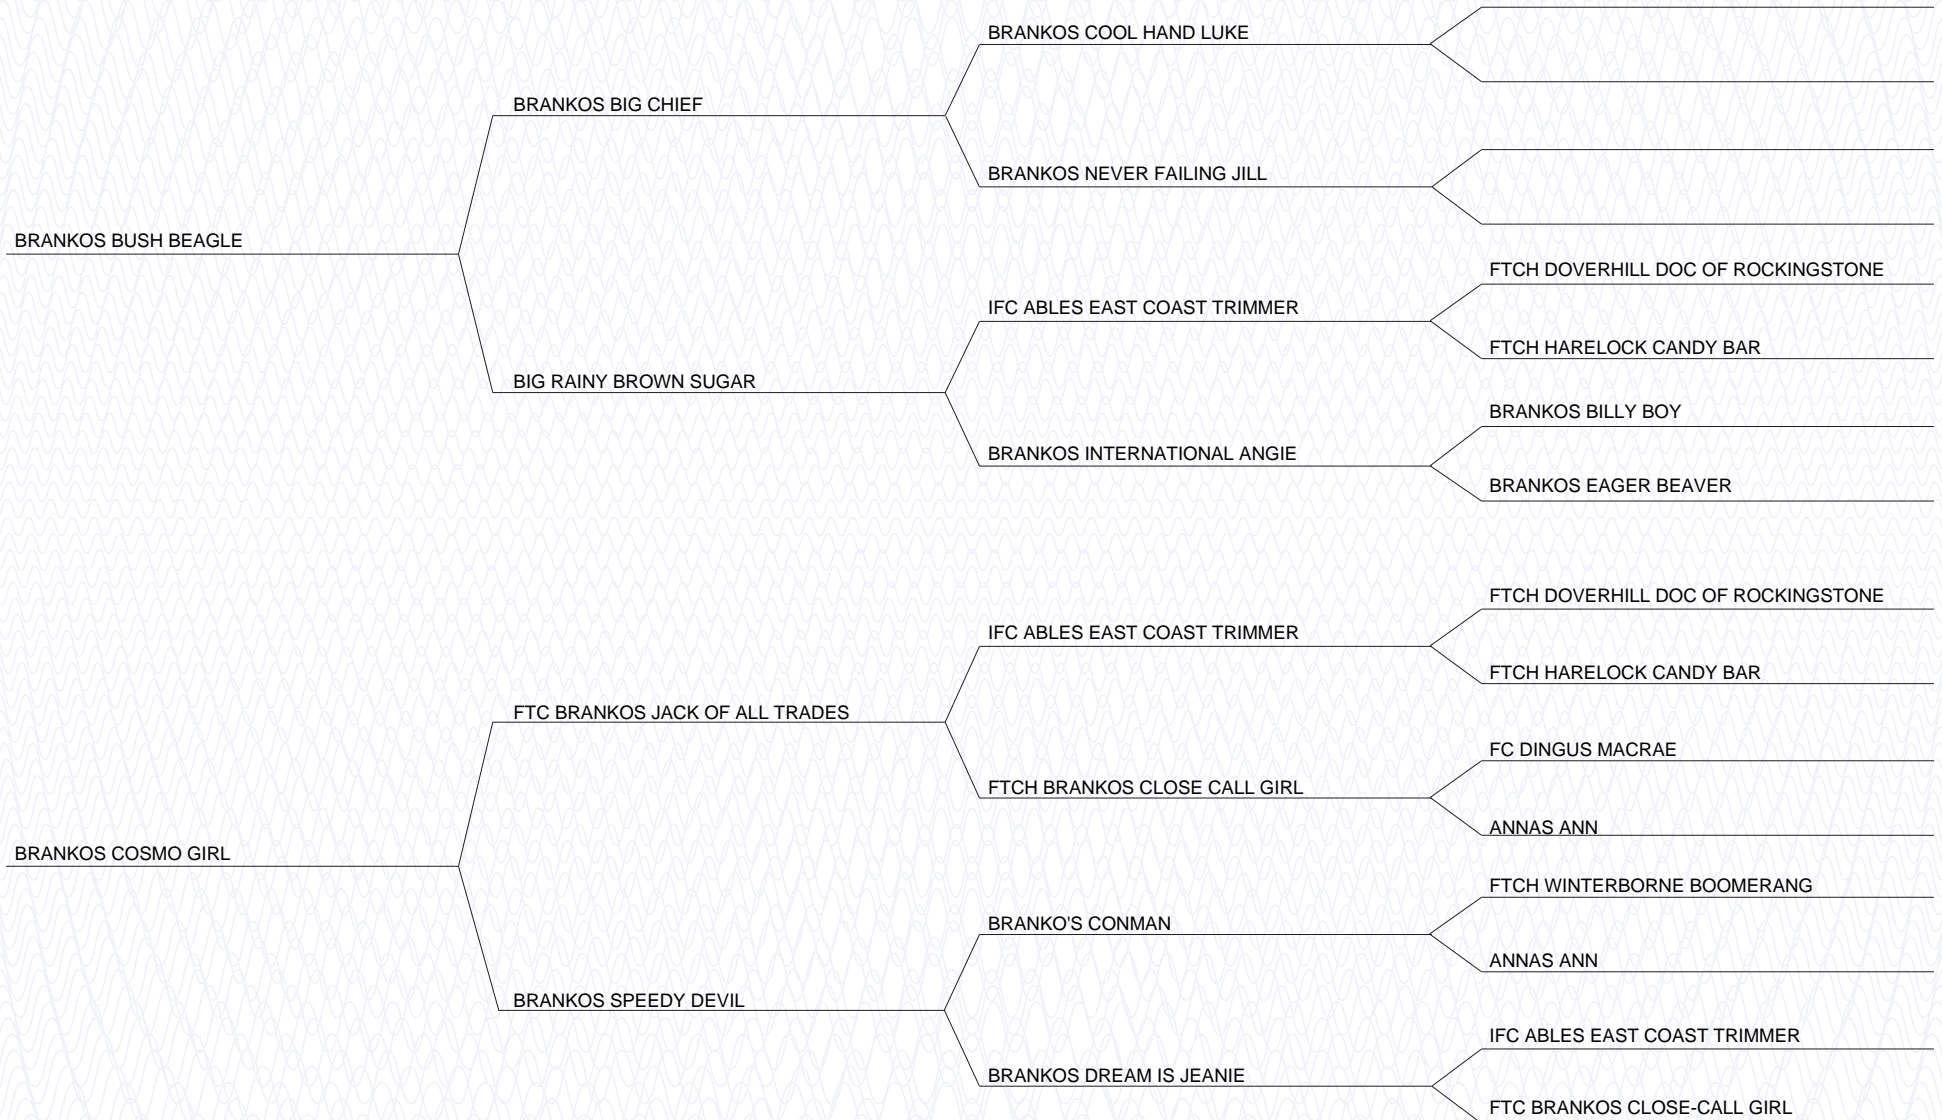 BRANKOS COOL HAND LUKE
BRANKOS BIG CHIEF
BRANKOS NEVER FAILING JILL
BRANKOS BUSH BEAGLE
FTCH DOVERHILL DOC OF ROCKINGSTONE
IFC ABLES EAST COAST TRIMMER
FTCH HARELOCK CANDY BAR
BIG RAINY BROWN SUGAR
BRANKOS BILLY BOY
BRANKOS INTERNATIONAL ANGIE
BRANKOS EAGER BEAVER
FTCH DOVERHILL DOC OF ROCKINGSTONE
IFC ABLES EAST COAST TRIMMER
FTCH HARELOCK CANDY BAR
FTC BRANKOS JACK OF ALL TRADES
FC DINGUS MACRAE
FTCH BRANKOS CLOSE CALL GIRL
ANNAS ANN
BRANKOS COSMO GIRL
FTCH WINTERBORNE BOOMERANG
BRANKO'S CONMAN
ANNAS ANN
BRANKOS SPEEDY DEVIL
IFC ABLES EAST COAST TRIMMER
BRANKOS DREAM IS JEANIE
FTC BRANKOS CLOSE-CALL GIRL